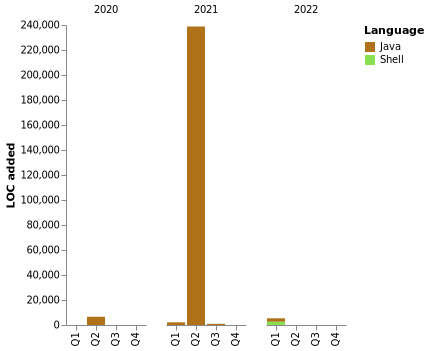 2020 2021 2022
Language
Java
Shell
LOC added
240,000
220,000
200,000
180,000
160,000
140,000
120,000
100,000
80,000
60,000
40,000
20,000
0
Q1 Q2 Q3 Q4 Q1 Q2 Q3 Q4 Q1 Q2 Q3 Q4